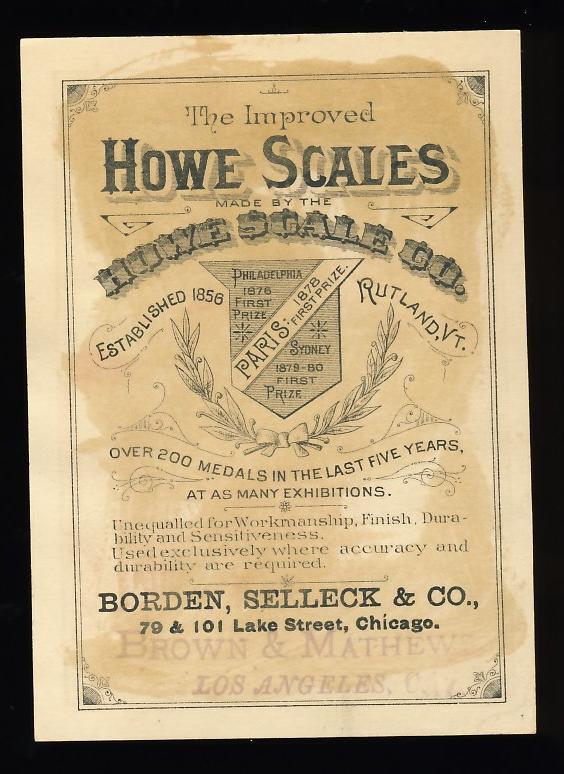 The Improved
HOWE SCALES
MADE BY THE
HOWE SCALE CO.
ESTABLISHED 1856
RUTLAND, VT.
PHILADELPHIA
1876
FIRST
PRIZE
PARIS: 1878 FIRST PRIZE.
SYDNEY
1879-80
FIRST
PRIZE.
OVER 200 MEDALS IN THE LAST FIVE YEARS,
AT AS MANY EXHIBITIONS.
Unequalled for Workmanship, Finish, Dura-
bility and Sensitiveness.
Used exclusively where accuracy and
durability are required.
BORDEN, SELLECK & CO.,
79 & 101 Lake Street, Chicago.
BROWN & MATHEW
LOS ANGELES,